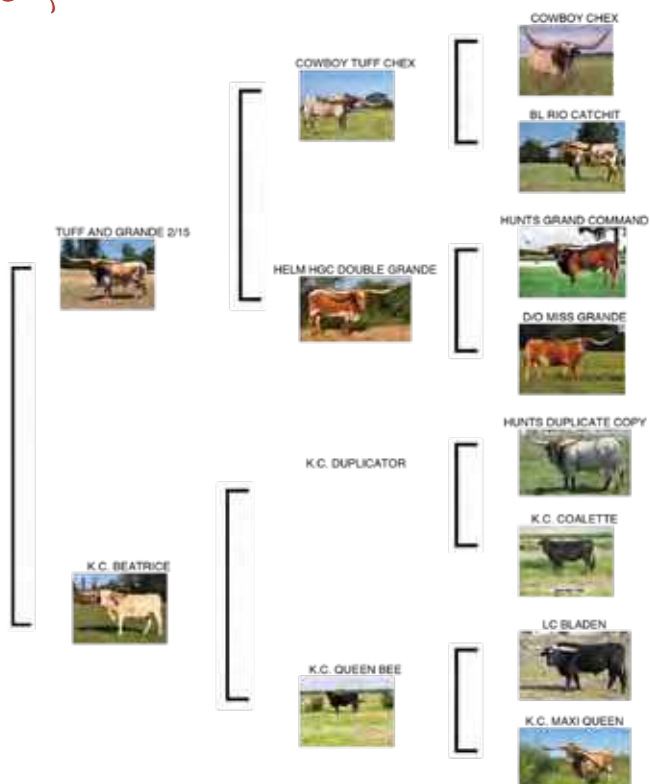 COWBOY CHEX
COWBOY TUFF CHEX
BL RIO CATCHIT
TUFF AND GRANDE 2/15
HUNTS GRAND COMMAND
HELM HGC DOUBLE GRANDE
D/O MISS GRANDE
HUNTS DUPLICATE COPY
K.C. DUPLICATOR
K.C. COALETTE
K.C. BEATRICE
LC BLADEN
K.C. QUEEN BEE
K.C. MAXI QUEEN